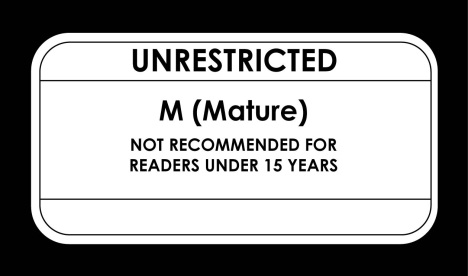 UNRESTRICTED
M (Mature)
NOT RECOMMENDED FOR
READERS UNDER 15 YEARS